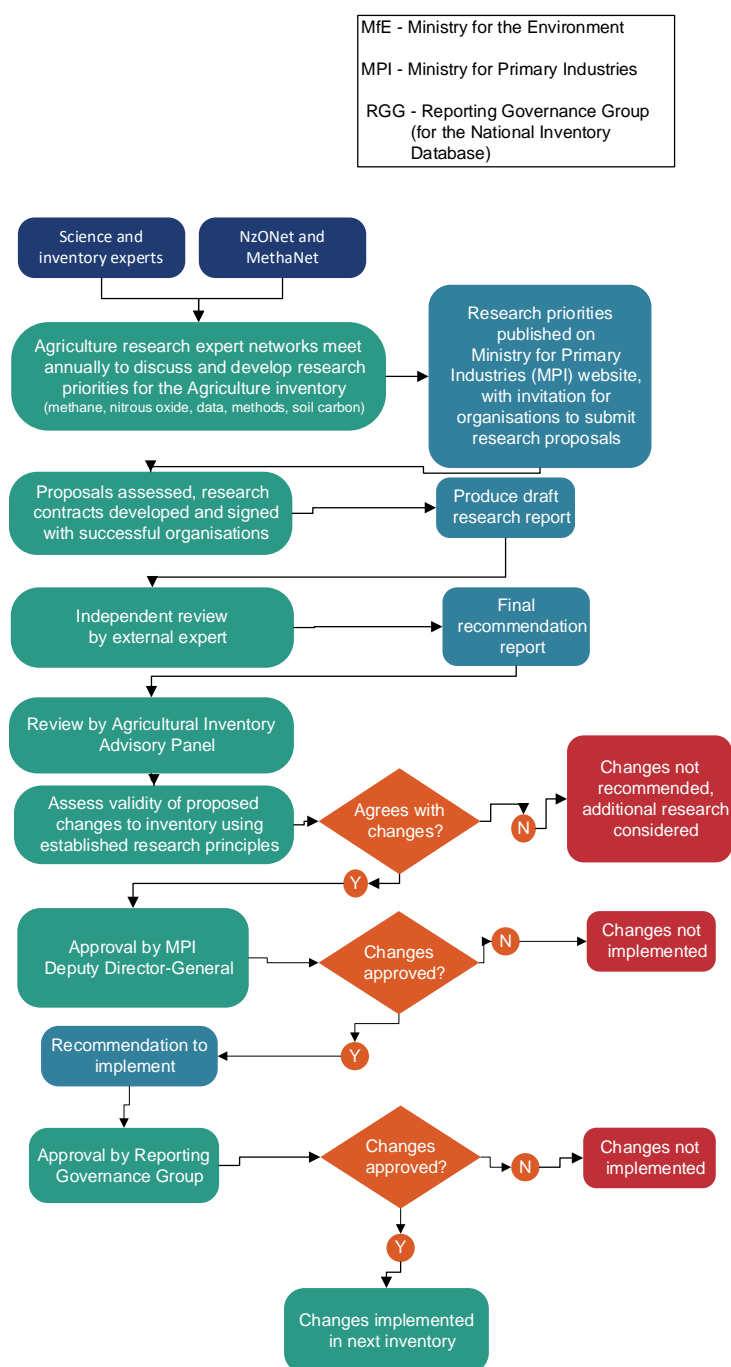 MfE - Ministry for the Environment
MPI - Ministry for Primary Industries
RGG - Reporting Governance Group
(for the National Inventory
Database)
Science and
inventory experts
NzONet and
MethaNet
Agriculture research expert networks meet
annually to discuss and develop research
priorities for the Agriculture inventory
(methane, nitrous oxide, data, methods, soil carbon)
Research priorities
published on
Ministry for Primary
Industries (MPI) website,
with invitation for
organisations to submit
research proposals
Proposals assessed, research
contracts developed and signed
with successful organisations
Produce draft
research report
Independent review
by external expert
Final
recommendation
report
Review by Agricultural Inventory
Advisory Panel
Assess validity of proposed
changes to inventory using
established research principles
Agrees with
changes?
N
Changes not
recommended,
additional research
considered
Y
Approval by MPI
Deputy Director-General
Changes
approved?
N
Changes not
implemented
Y
Recommendation to
implement
Approval by Reporting
Governance Group
Changes
approved?
N
Changes not
implemented
Y
Changes implemented
in next inventory